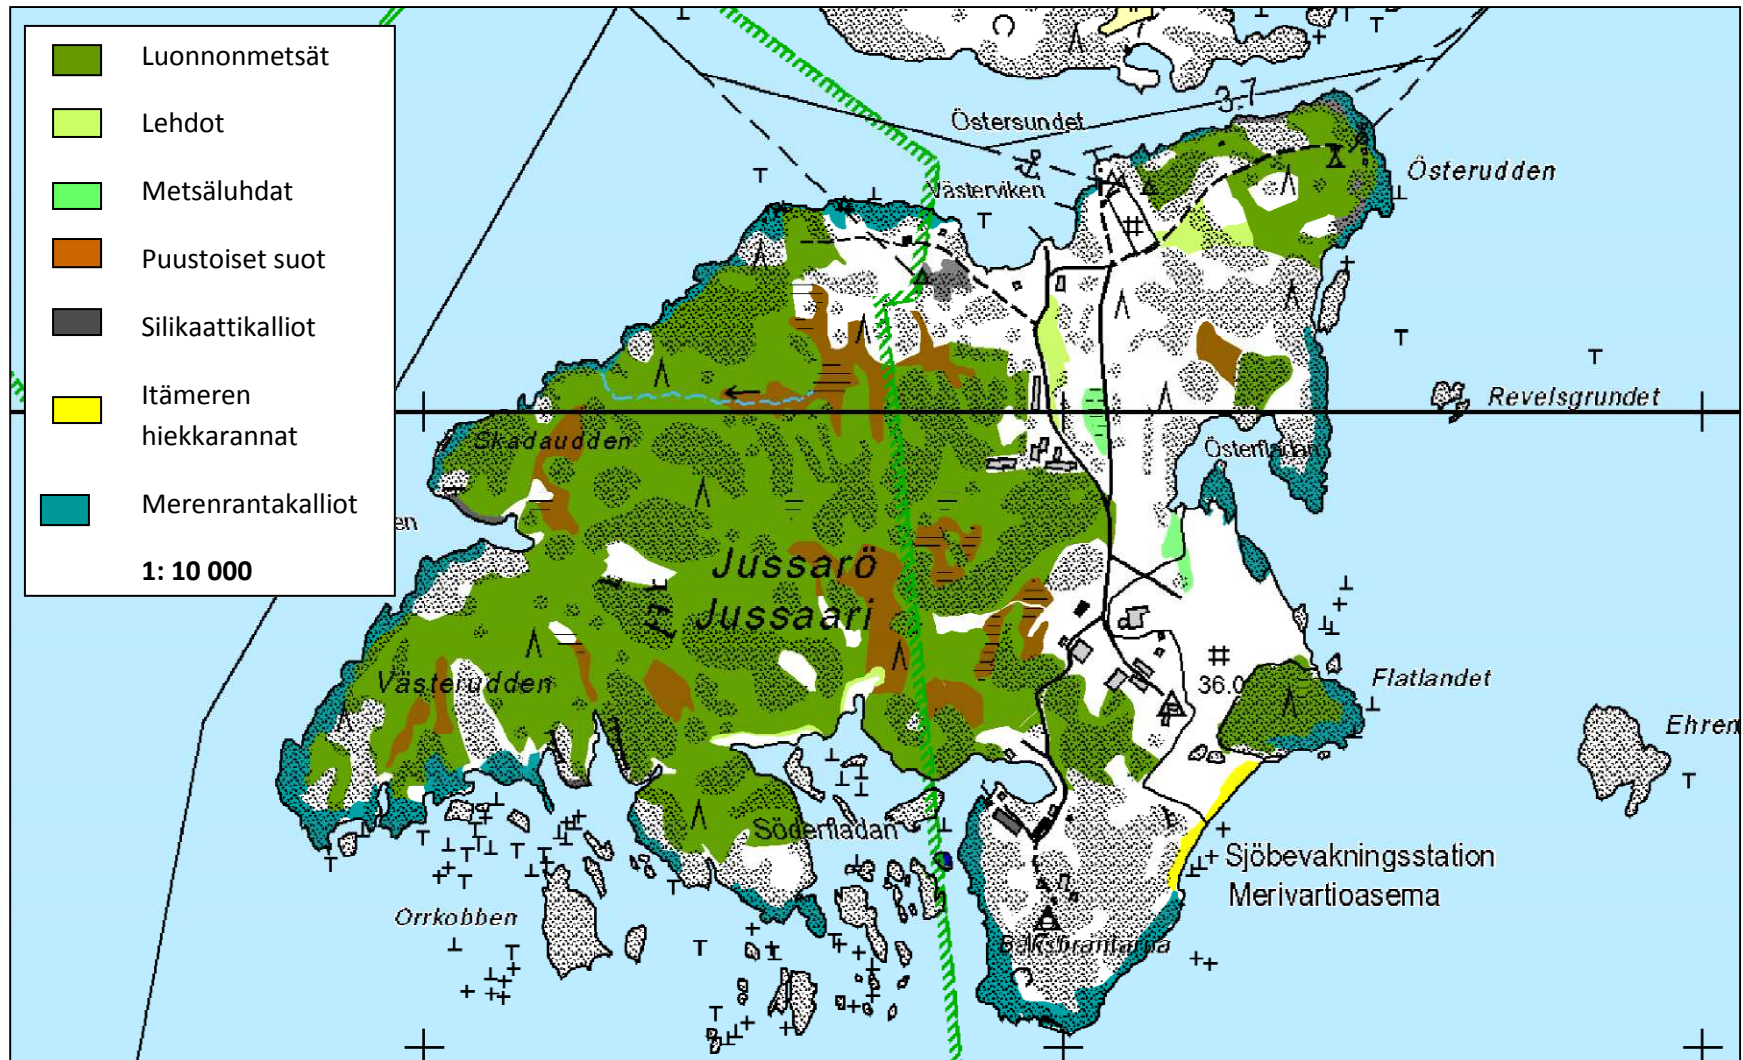 Luonnonmetsät
Lehdot
Metsäluhdat
Puustoiset suot
Silikaattikalliot
Itämeren
hiekkarannat
Merenrantakalliot
1: 10 000
3.7
Östersundet
Österudden
Västerviken
Revelsgrundet
Skadaudden
Österfladan
en
Jussarö
Jussaari
Västerudden
36.0
Flatlandet
Ehren
Söderfladan
Sjöbevakningsstation
Merivartioasema
Orrkobben